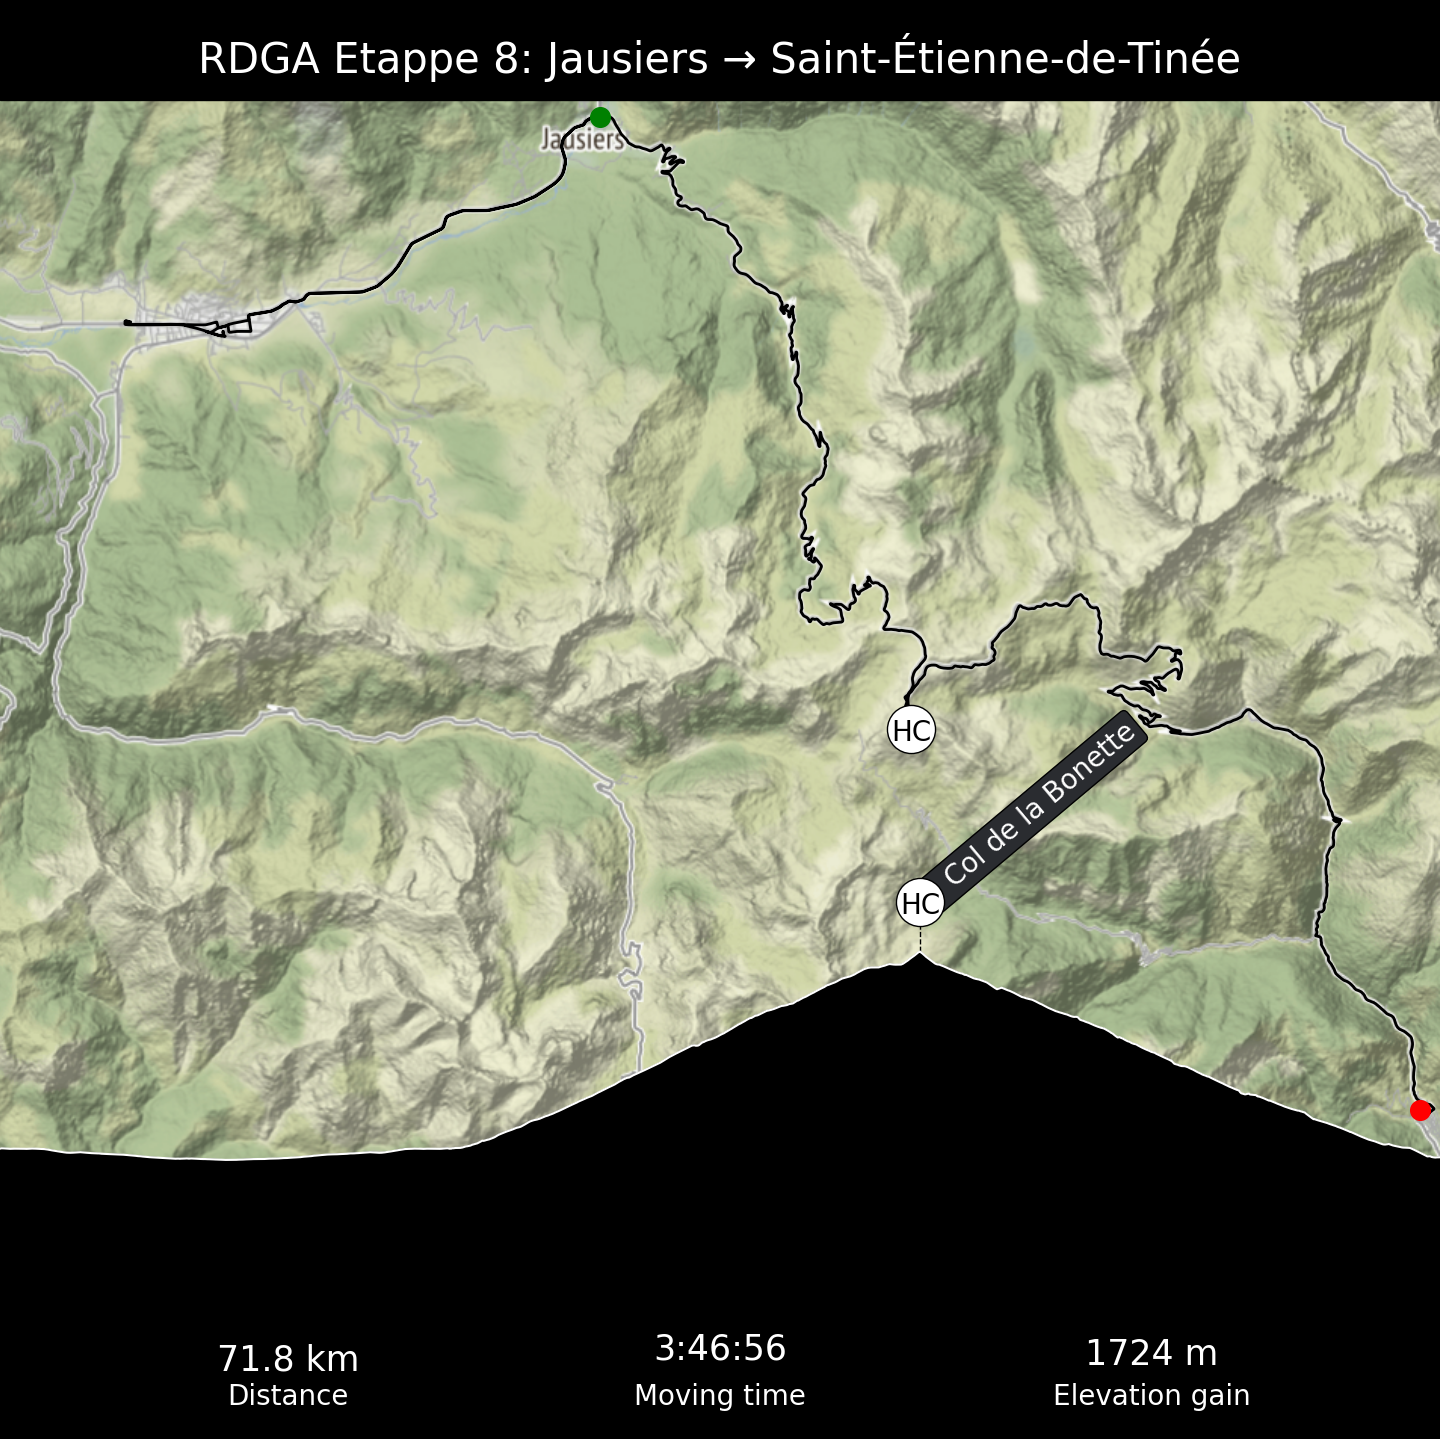 RDGA Etappe 8: Jausiers → Saint-Étienne-de-Tinée
Jausiers
HC
Col de la Bonette
HC
71.8 km
Distance
3:46:56
Moving time
1724 m
Elevation gain